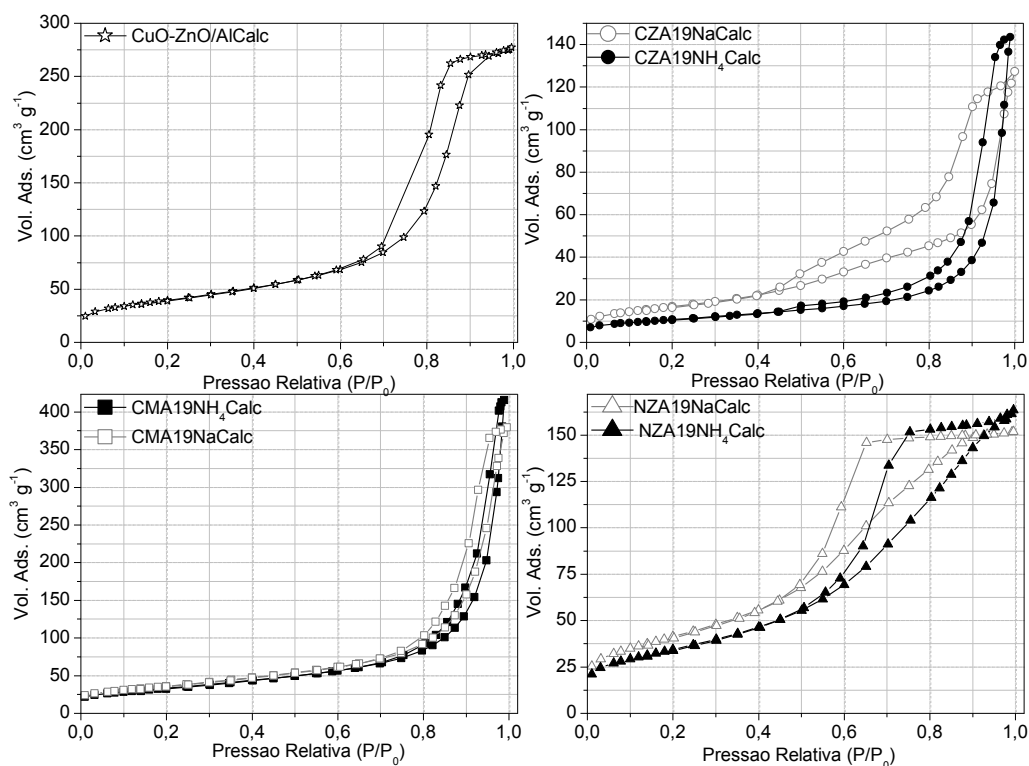 300
250
200
150
100
50
0
CuO-ZnO/AlCalc
Vol. Ads. (cm³ g⁻¹)
0,0 0,2 0,4 0,6 0,8 1,0
Pressao Relativa (P/P₀)
140
120
100
80
60
40
20
0
CZA19NaCalc
CZA19NH₄Calc
Vol. Ads. (cm³ g⁻¹)
0,0 0,2 0,4 0,6 0,8 1,0
Pressao Relativa (P/P₀)
400
350
300
250
200
150
100
50
0
CMA19NH₄Calc
CMA19NaCalc
Vol. Ads. (cm³ g⁻¹)
0,0 0,2 0,4 0,6 0,8 1,0
Pressao Relativa (P/P₀)
150
125
100
75
50
25
0
NZA19NaCalc
NZA19NH₄Calc
Vol. Ads. (cm³ g⁻¹)
0,0 0,2 0,4 0,6 0,8 1,0
Pressao Relativa (P/P₀)